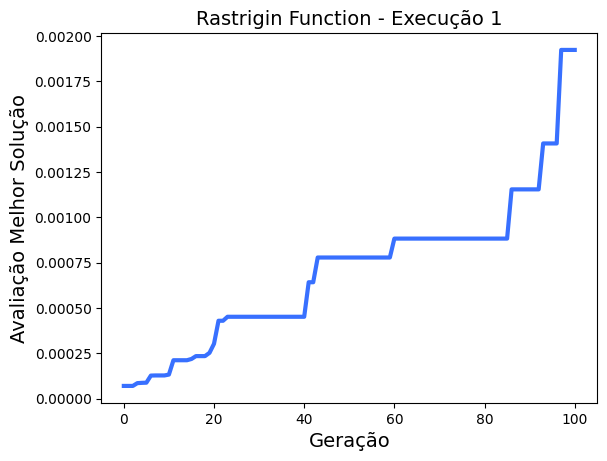 Rastrigin Function - Execução 1
Avaliação Melhor Solução
0.00200
0.00175
0.00150
0.00125
0.00100
0.00075
0.00050
0.00025
0.00000
0 20 40 60 80 100
Geração